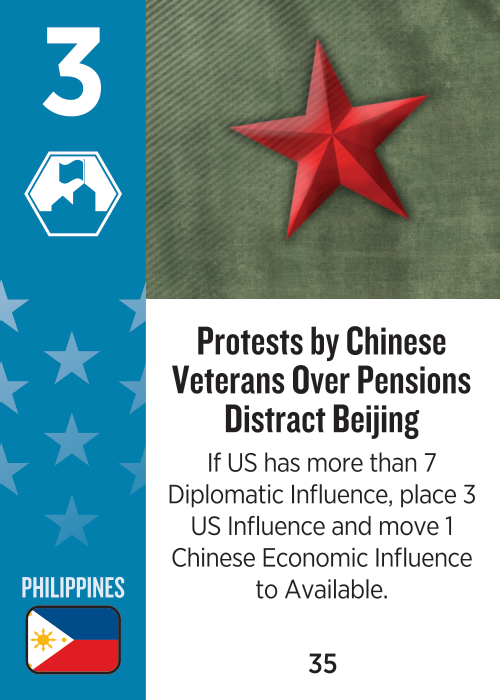 3
Protests by Chinese
Veterans Over Pensions
Distract Beijing
If US has more than 7
Diplomatic Influence, place 3
US Influence and move 1
Chinese Economic Influence
to Available.
PHILIPPINES
35